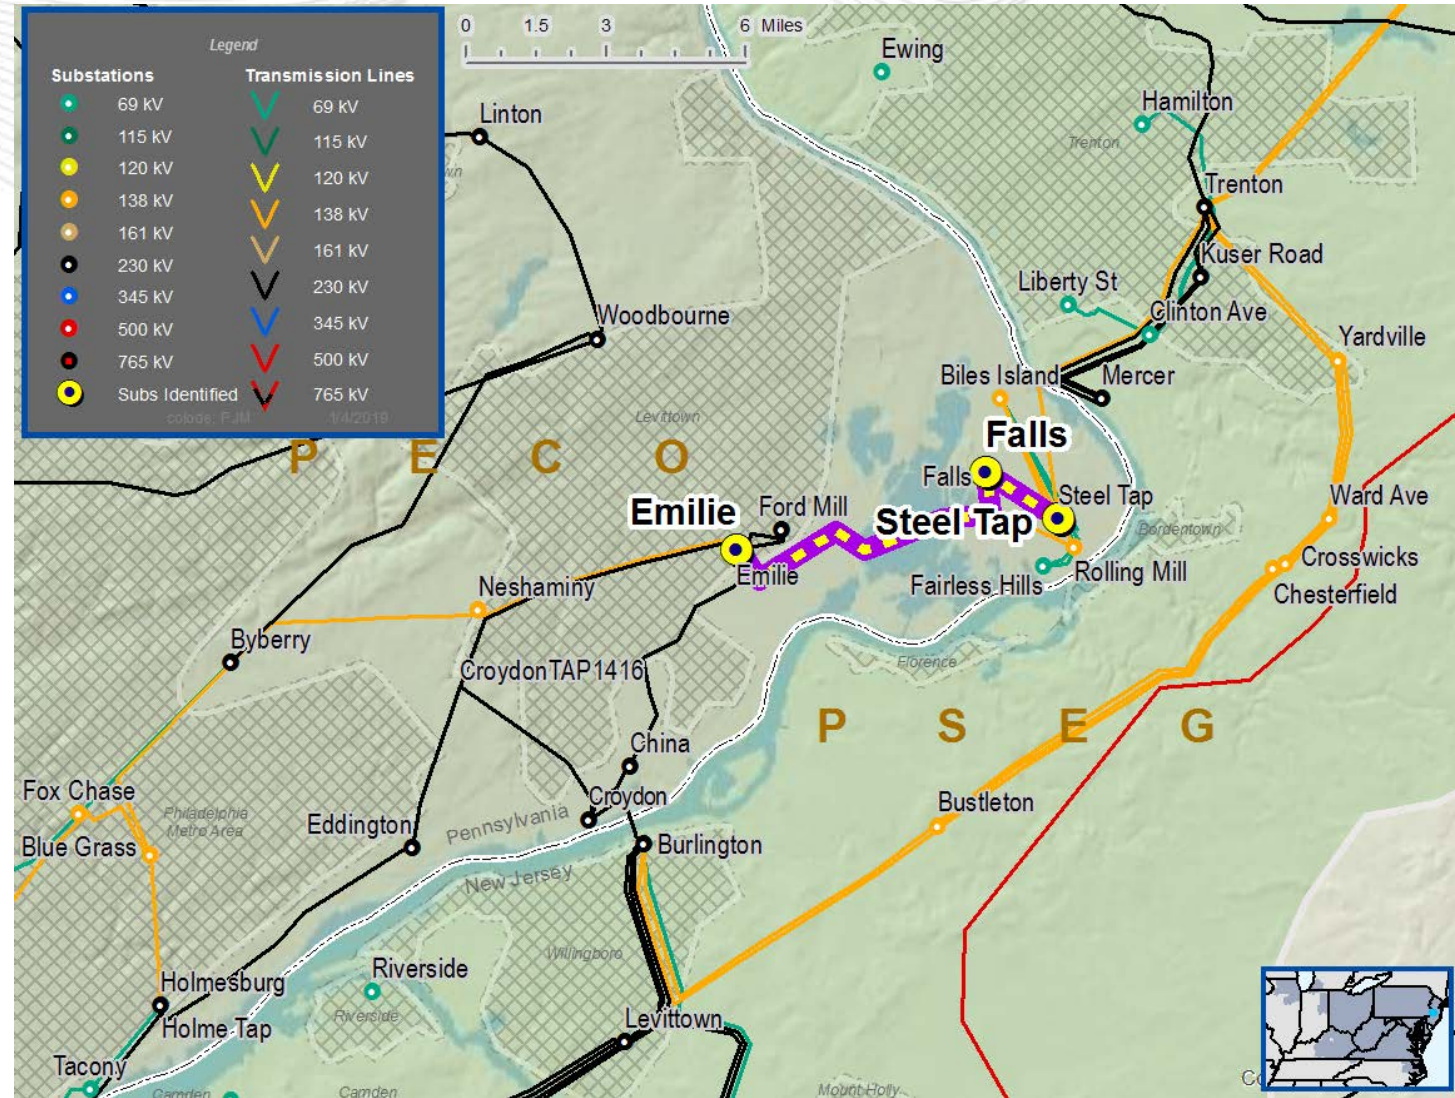 Legend
Substations
69 kV
115 kV
120 kV
138 kV
161 kV
230 kV
345 kV
500 kV
765 kV
Subs Identified
Transmission Lines
69 kV
115 kV
120 kV
138 kV
161 kV
230 kV
345 kV
500 kV
765 kV
1/4/2019
0 1.5 3 6 Miles
Ewing
Linton
Hamilton
Trenton
Trenton
Kuser Road
Liberty St
Clinton Ave
Woodbourne
Yardville
Biles Island
Mercer
Levittown
P E C O
Falls
Falls
Steel Tap
Emilie
Ford Mill
Steel Tap
Ward Ave
Bordentown
Emilie
Crosswicks
Neshaminy
Fairless Hills
Rolling Mill
Chesterfield
Byberry
CroydonTAP1416
Florence
P S E G
China
Fox Chase
Croydon
Bustleton
Philadelphia
Metro Area
Eddington
Pennsylvania
Blue Grass
Burlington
New Jersey
Willingboro
Holmesburg
Riverside
Riverside
Holme Tap
Levittown
Tacony
Camden
Camden
Mount Holly